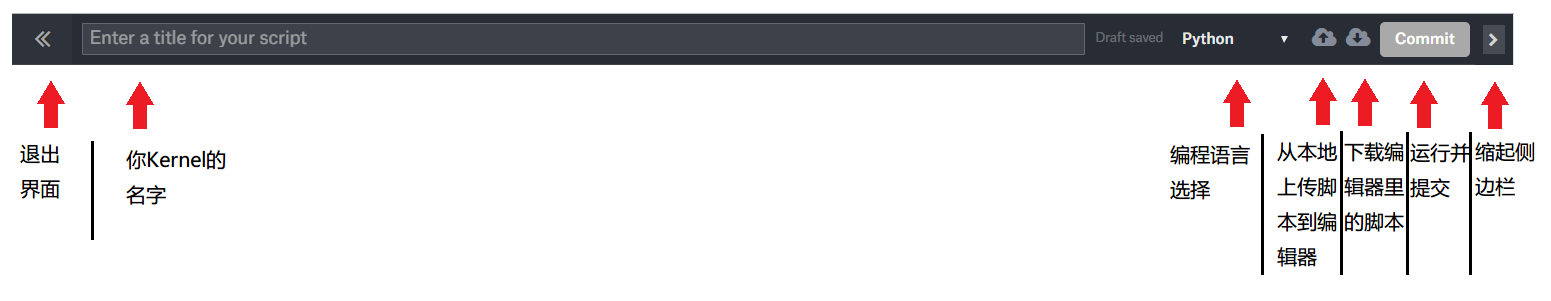 Enter a title for your script
Draft saved
Python
Commit
退出
界面
你Kernel的
名字
编程语言
选择
从本地
上传脚
本到编
辑器
下载编
辑器里
的脚本
运行并
提交
缩起侧
边栏